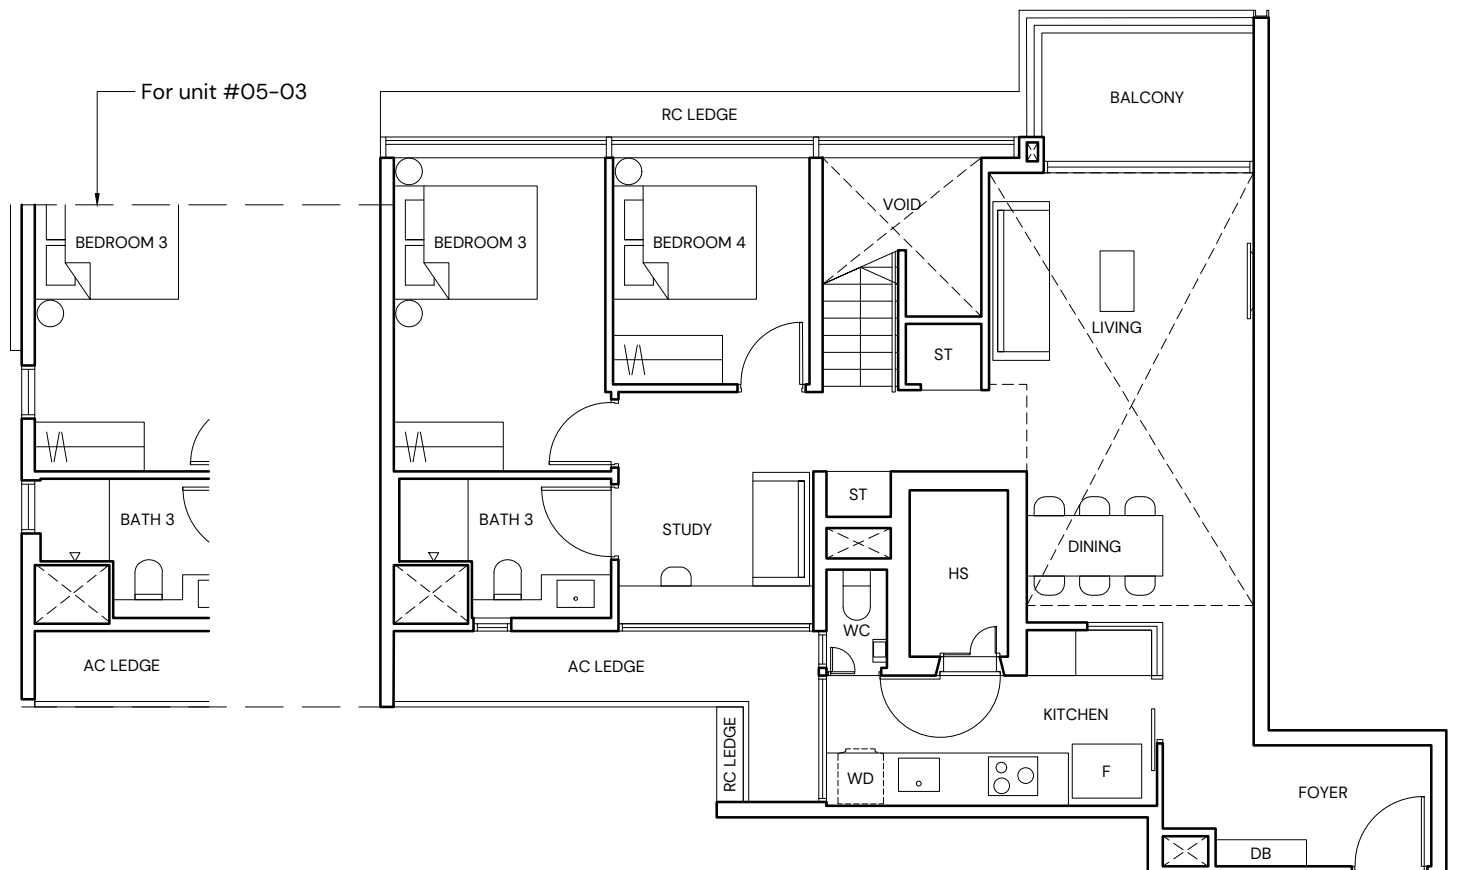 For unit #05-03
BALCONY
RC LEDGE
VOID
BEDROOM 3
BEDROOM 3
BEDROOM 4
LIVING
ST
ST
BATH 3
BATH 3
STUDY
DINING
HS
WC
AC LEDGE
AC LEDGE
KITCHEN
RC LEDGE
WD
F
FOYER
DB